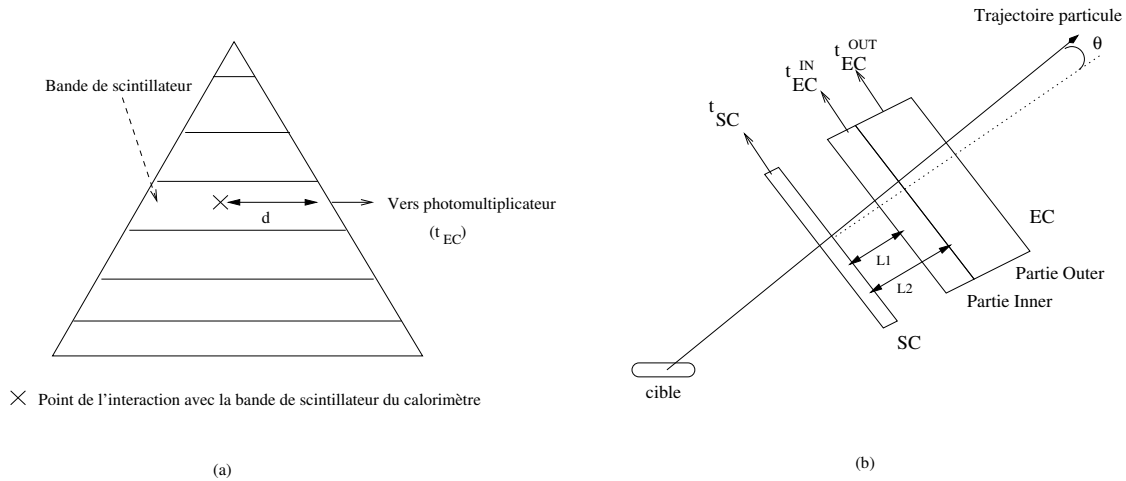 Bande de scintillateur
d
Vers photomultiplicateur
(t EC)
Point de l'interaction avec la bande de scintillateur du calorimètre
(a)
Trajectoire particule
θ
t EC OUT
t EC IN
t SC
EC
L1
L2
Partie Outer
Partie Inner
SC
cible
(b)